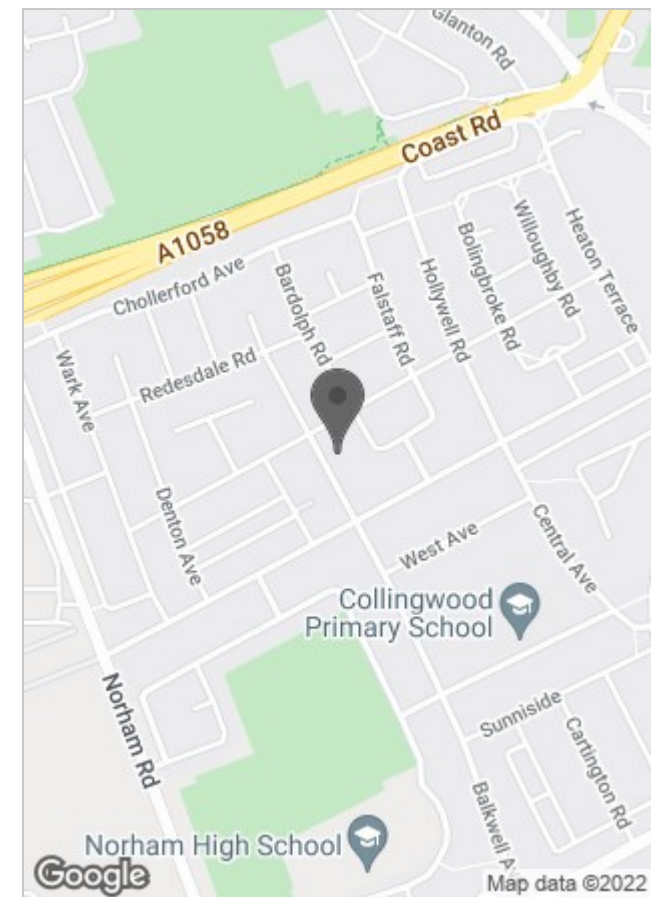 Glanton Rd
Coast Rd
A1058
Chollerford Ave
Bardolph Rd
Falstaff Rd
Hollywell Rd
Bolingbroke Rd
Willoughby Rd
Heaton Terrace
Redesdale Rd
Wark Ave
Denton Ave
West Ave
Central Ave
Collingwood
Primary School
Norham Rd
Sunniside
Cartington Rd
Norham High School
Balkwell Av
Google
Map data ©2022